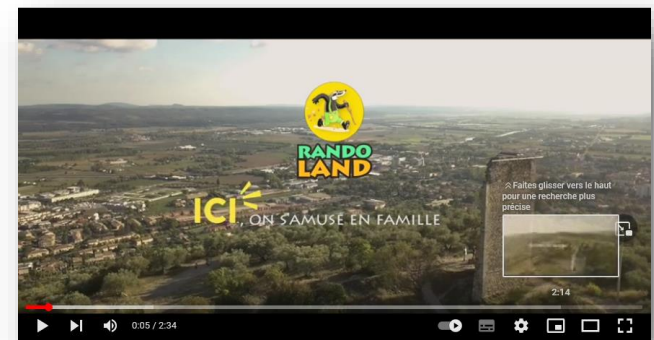 RANDO
LAND
ICI, ON S'AMUSE EN FAMILLE
Faites glisser vers le haut
pour une recherche plus
précise
2:14
0:05 / 2:34